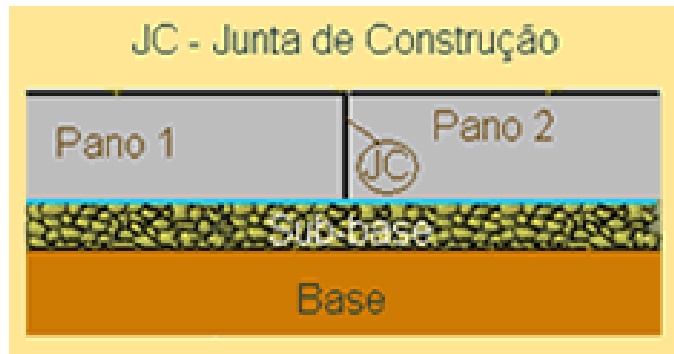 JC - Junta de Construção
Pano 1
Pano 2
JC
Sub-base
Base